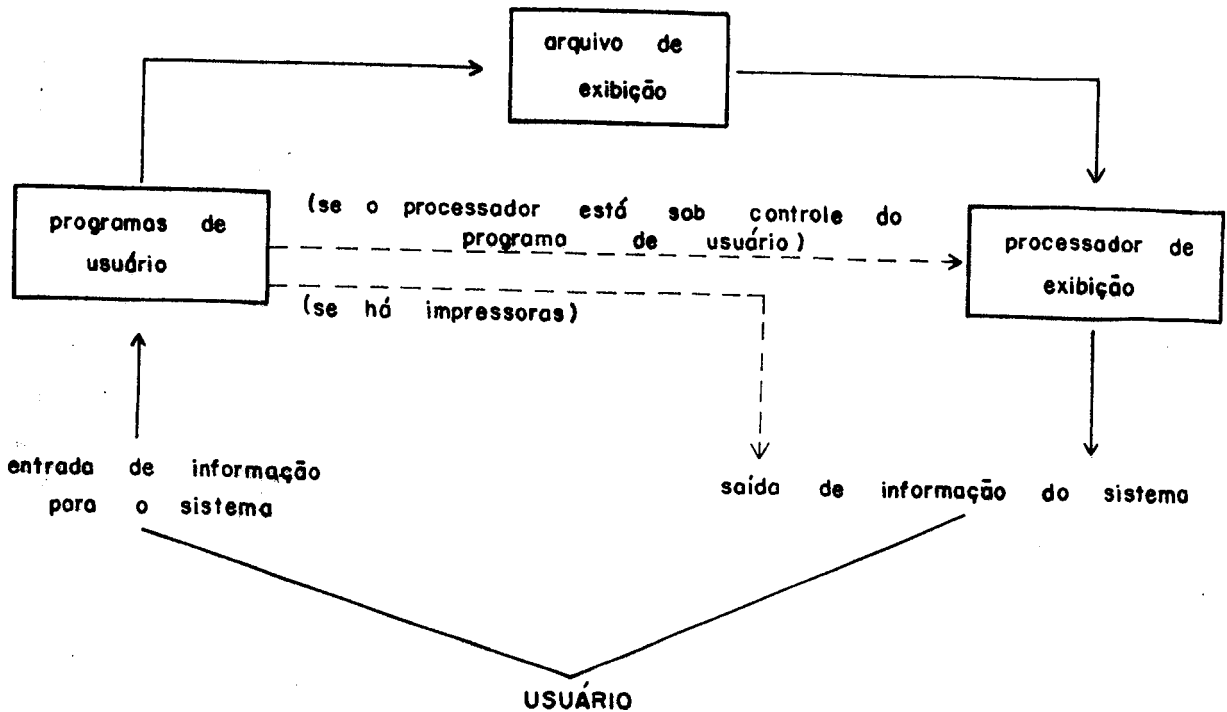 arquivo de
exibição
programas de
usuário
(se o processador está sob controle do
programa de usuário)
(se há impressoras)
processador de
exibição
entrada de informação
para o sistema
saída de informação do sistema
USUÁRIO